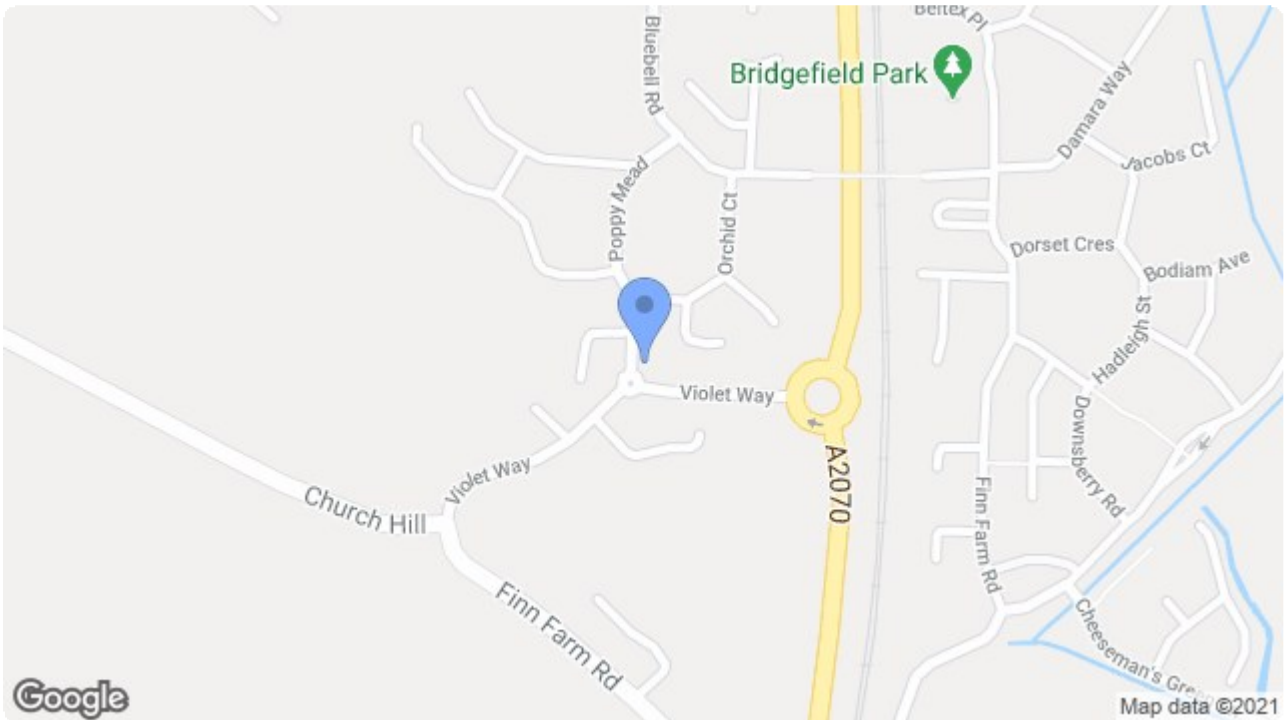 Beltex Pl
Bluebell Rd
Bridgefield Park
Damara Way
Jacobs Ct
Poppy Mead
Orchid Ct
Dorset Cres
Bodiam Ave
Hadleigh St
Violet Way
Downsberry Rd
A2070
Violet Way
Church Hill
Finn Farm Rd
Finn Farm Rd
Cheeseman's Green
Google
Map data ©2021